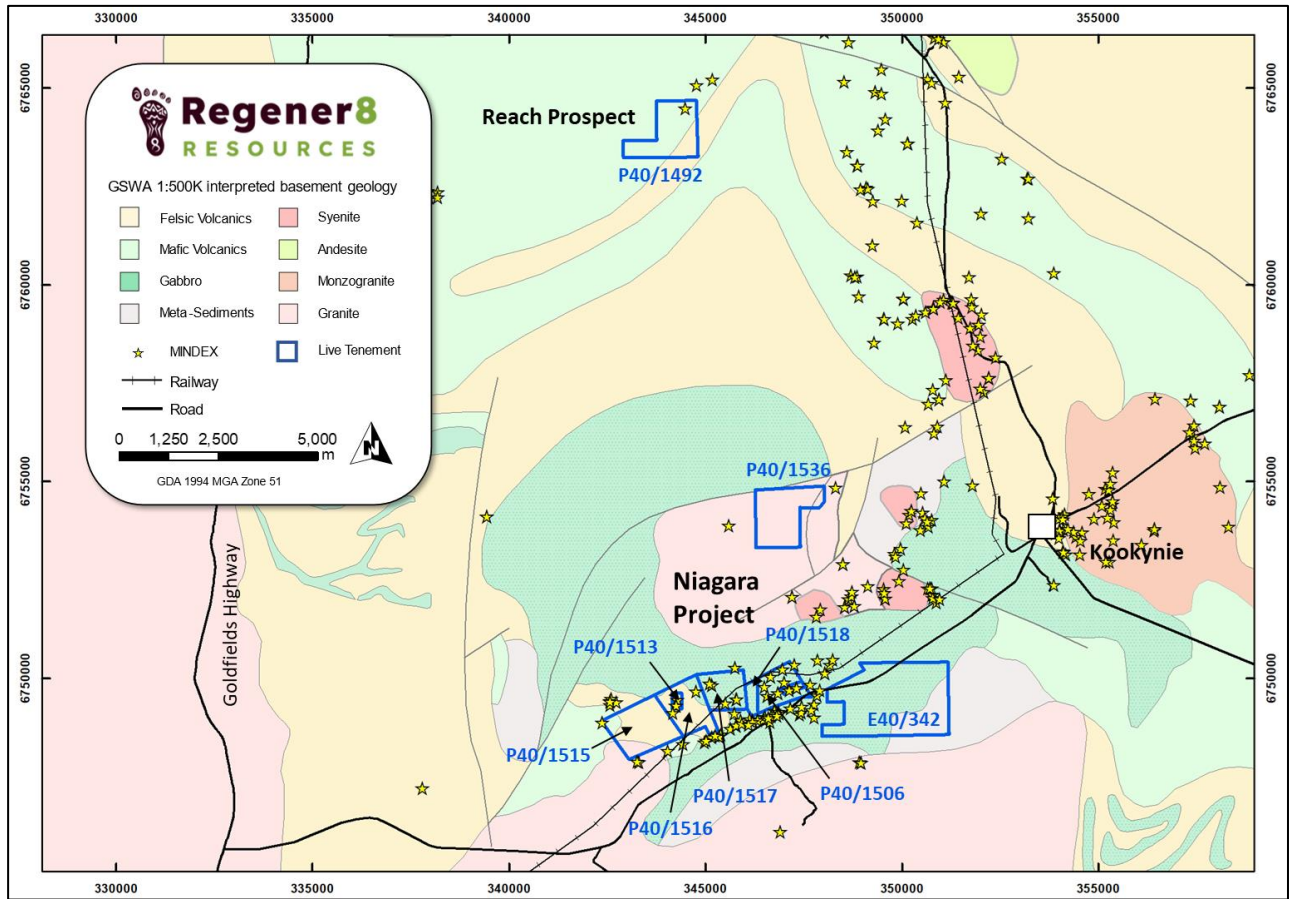 330000 335000 340000 345000 350000 355000
6765000
6765000
Regener8
RESOURCES
GSWA 1:500K interpreted basement geology
Felsic Volcanics
Syenite
Mafic Volcanics
Andesite
Gabbro
Monzogranite
Meta-Sediments
Granite
MINDEX
Live Tenement
Railway
Road
0 1,250 2,500 5,000
m
N
GDA 1994 MGA Zone 51
Reach Prospect
P40/1492
6760000
6760000
6755000
6755000
P40/1536
Kookynie
Goldfields Highway
Niagara
Project
P40/1518
P40/1513
6750000
6750000
E40/342
P40/1515
P40/1517
P40/1506
P40/1516
330000 335000 340000 345000 350000 355000